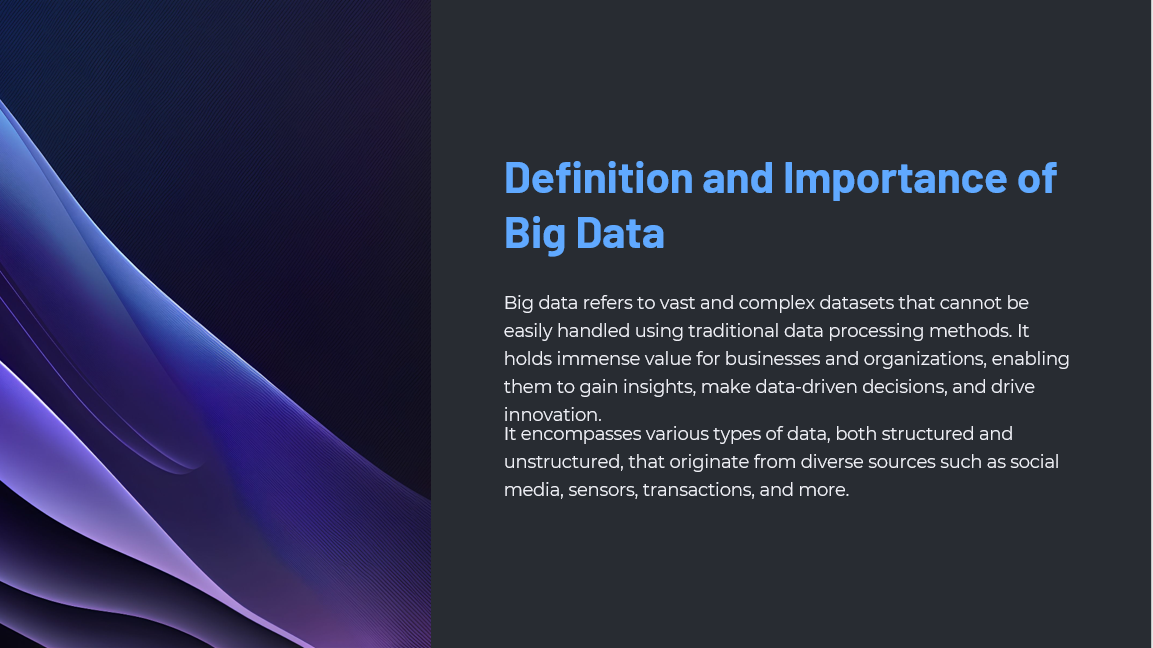 Definition and Importance of
Big Data
Big data refers to vast and complex datasets that cannot be
easily handled using traditional data processing methods. It
holds immense value for businesses and organizations, enabling
them to gain insights, make data-driven decisions, and drive
innovation.
It encompasses various types of data, both structured and
unstructured, that originate from diverse sources such as social
media, sensors, transactions, and more.